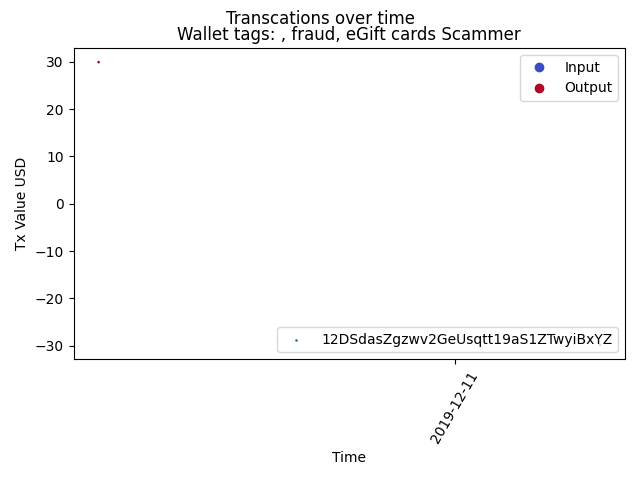 Transcations over time
Wallet tags: , fraud, eGift cards Scammer
Input
Output
30
20
10
0
−10
−20
−30
Tx Value USD
12DSdasZgzwv2GeUsqtt19aS1ZTwyiBxYZ
2019-12-11
Time